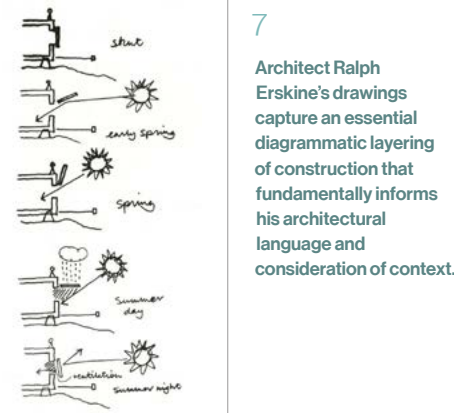 shut
early spring
spring
Summer
day
ventilation
summer night
7
Architect Ralph
Erskine's drawings
capture an essential
diagrammatic layering
of construction that
fundamentally informs
his architectural
language and
consideration of context.